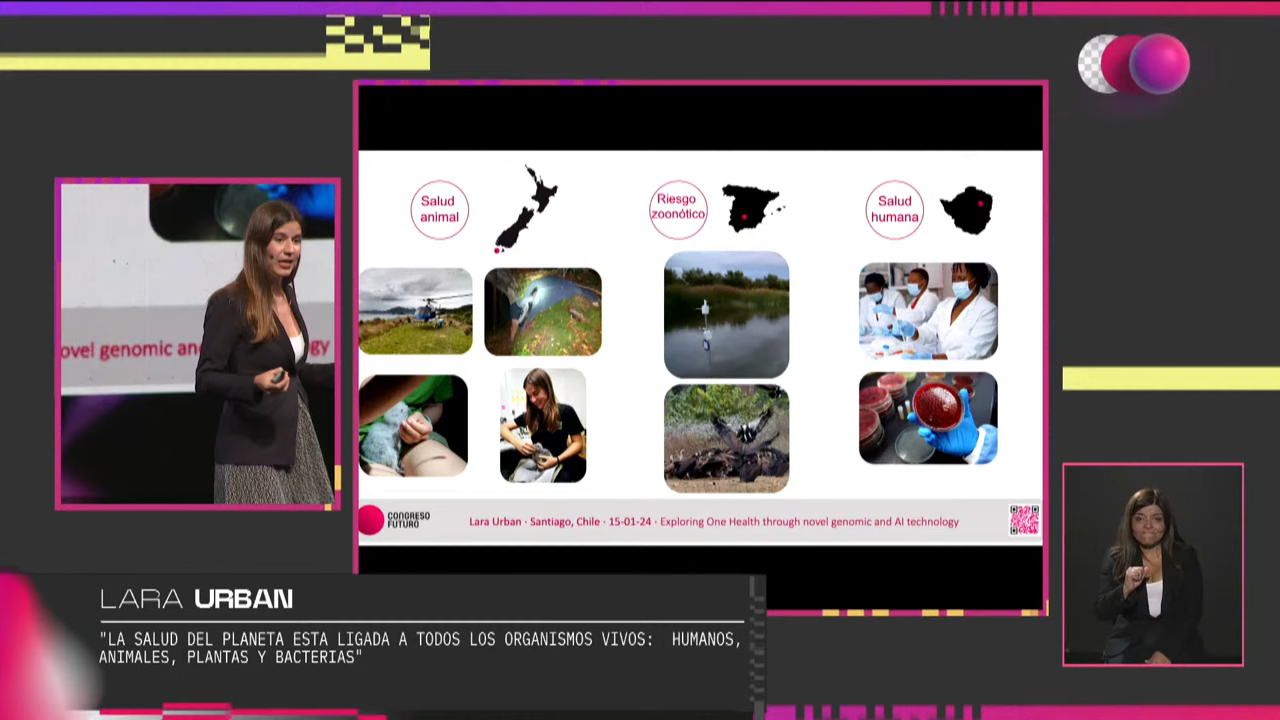 Salud
animal
Riesgo
zoonótico
Salud
humana
ovel genomic an gy
CONGRESO
FUTURO
Lara Urban · Santiago, Chile · 15-01-24 · Exploring One Health through novel genomic and AI technology
LARA URBAN
"LA SALUD DEL PLANETA ESTA LIGADA A TODOS LOS ORGANISMOS VIVOS: HUMANOS,
ANIMALES, PLANTAS Y BACTERIAS"